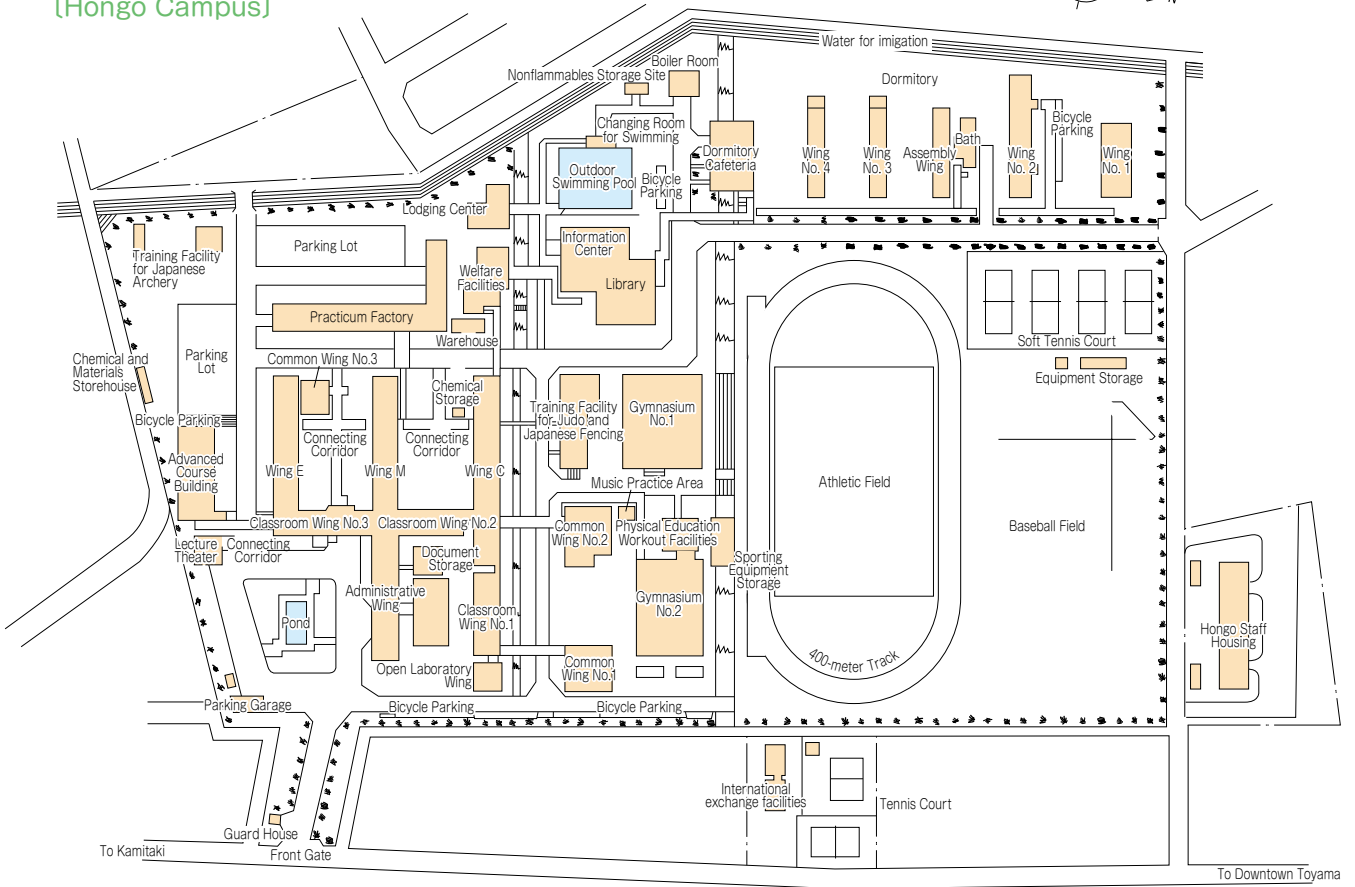 〔Hongo Campus〕
N
Water for imigation
Boiler Room
Nonflammables Storage Site
Dormitory
Changing Room
for Swimming
Bicycle
Parking
Dormitory
Cafeteria
Wing
No. 4
Wing
No. 3
Assembly
Wing
Bath
Wing
No. 2
Wing
No. 1
Outdoor
Swimming Pool
Bicycle
Parking
Lodging Center
Parking Lot
Information
Center
Training Facility
for Japanese
Archery
Welfare
Facilities
Library
Practicum Factory
Warehouse
Soft Tennis Court
Chemical and
Materials
Storehouse
Parking
Lot
Common Wing No.3
Equipment Storage
Chemical
Storage
Training Facility
for Judo and
Japanese Fencing
Gymnasium
No.1
Bicycle Parking
Connecting
Corridor
Connecting
Corridor
Advanced
Course
Building
Wing E
Wing M
Wing C
Athletic Field
Music Practice Area
Classroom Wing No.3
Classroom Wing No.2
Common
Wing No.2
Physical Education
Workout Facilities
Baseball Field
Lecture
Theater
Connecting
Corridor
Document
Storage
Sporting
Equipment
Storage
Administrative
Wing
Classroom
Wing No.1
Gymnasium
No.2
Pond
Hongo Staff
Housing
400-meter Track
Open Laboratory
Wing
Common
Wing No.1
Parking Garage
Bicycle Parking
Bicycle Parking
International
exchange facilities
Tennis Court
Guard House
Front Gate
To Kamitaki
To Downtown Toyama